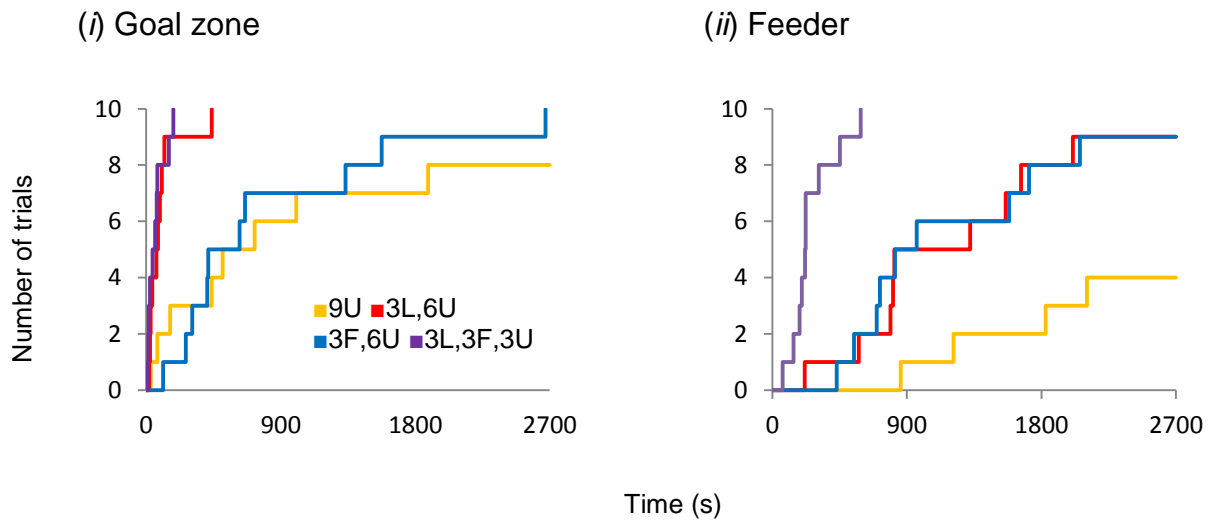 (i) Goal zone
(ii) Feeder
Number of trials
10
8
6
4
2
0
0 900 1800 2700
9U 3L,6U
3F,6U 3L,3F,3U
10
8
6
4
2
0
0 900 1800 2700
Time (s)